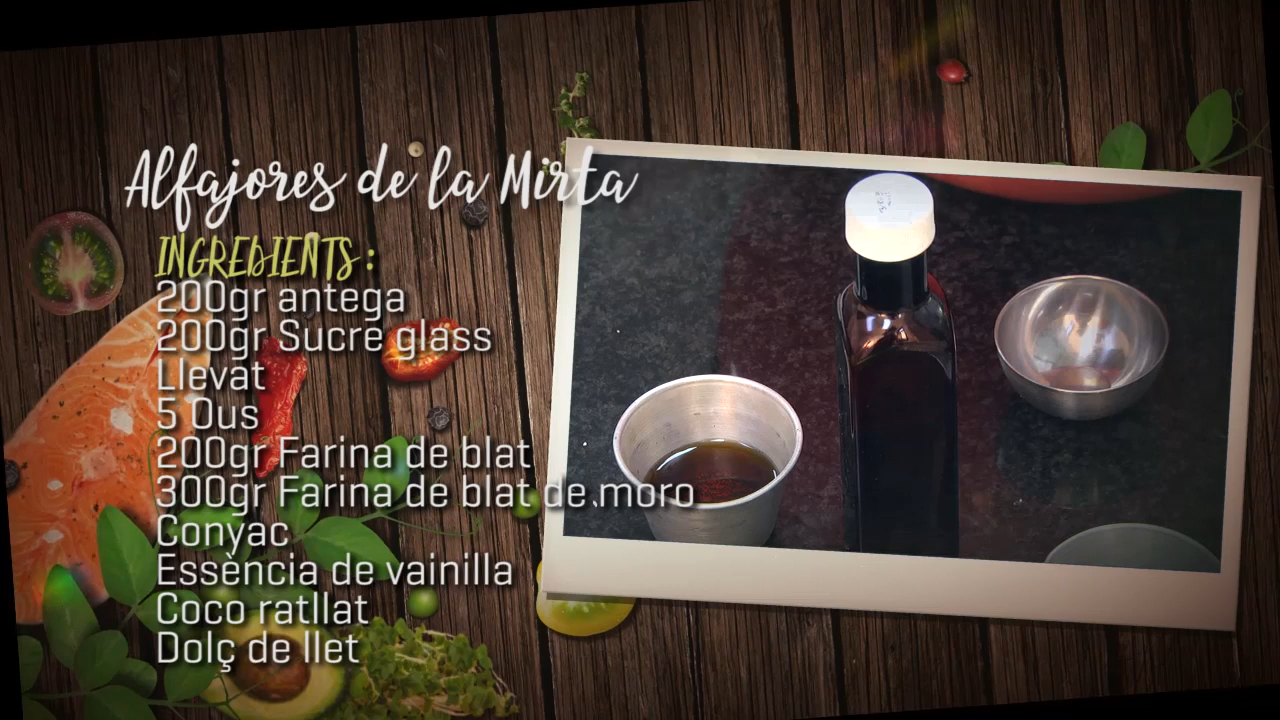 Alfajores de la Mirta
INGREDIENTS:
200gr antega
200gr Sucre glass
Llevat
5 Ous
200gr Farina de blat
300gr Farina de blat de moro
Conyac
Essència de vainilla
Coco ratllat
Dolç de llet